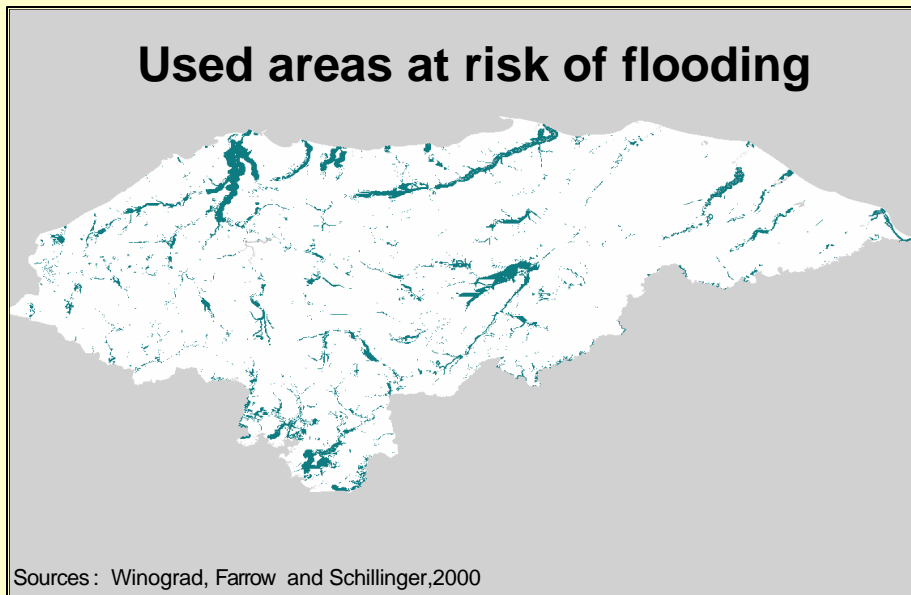 Used areas at risk of flooding
Sources: Winograd, Farrow and Schillinger,2000